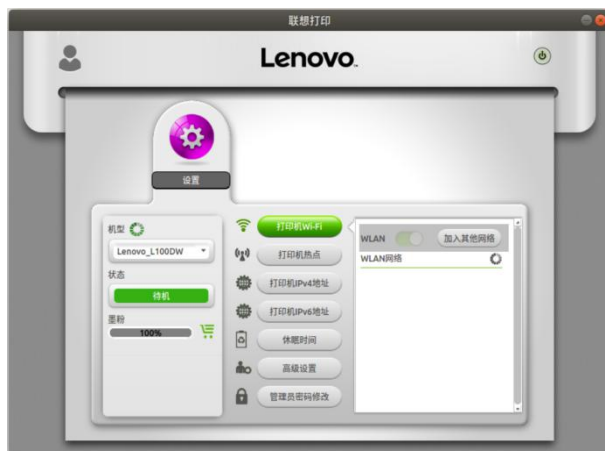 联想打印
Lenovo
设置
机型
Lenovo_L100DW
状态
待机
墨粉
100%
打印机Wi-Fi
打印机热点
打印机IPv4地址
打印机IPv6地址
休眠时间
高级设置
管理员密码修改
WLAN
加入其他网络
WLAN网络